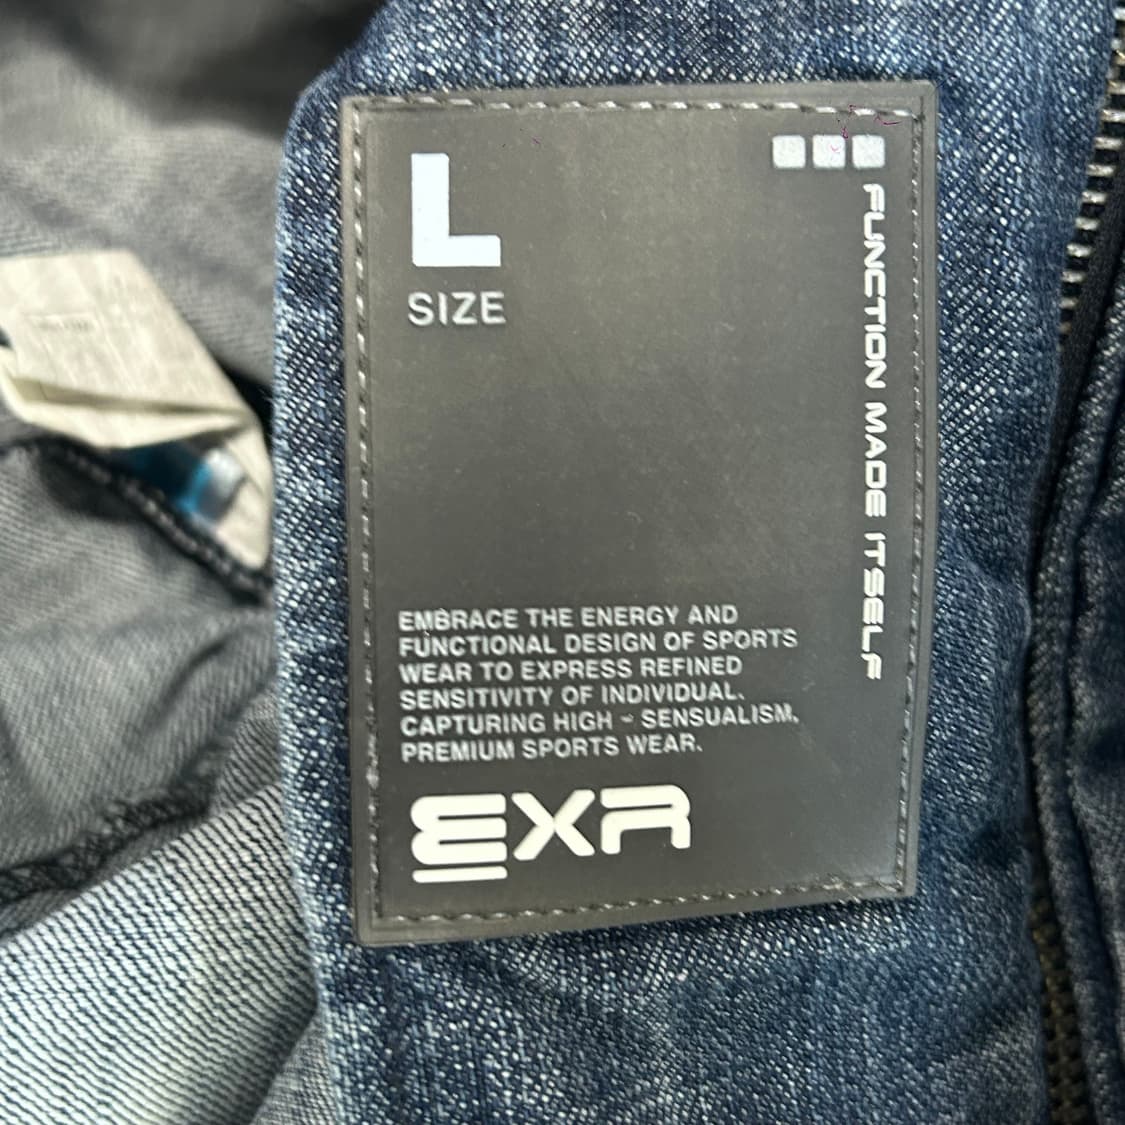 L
SIZE
FUNCTION MADE ITSELF
EMBRACE THE ENERGY AND
FUNCTIONAL DESIGN OF SPORTS
WEAR TO EXPRESS REFINED
SENSITIVITY OF INDIVIDUAL.
CAPTURING HIGH - SENSUALISM.
PREMIUM SPORTS WEAR.
EXR